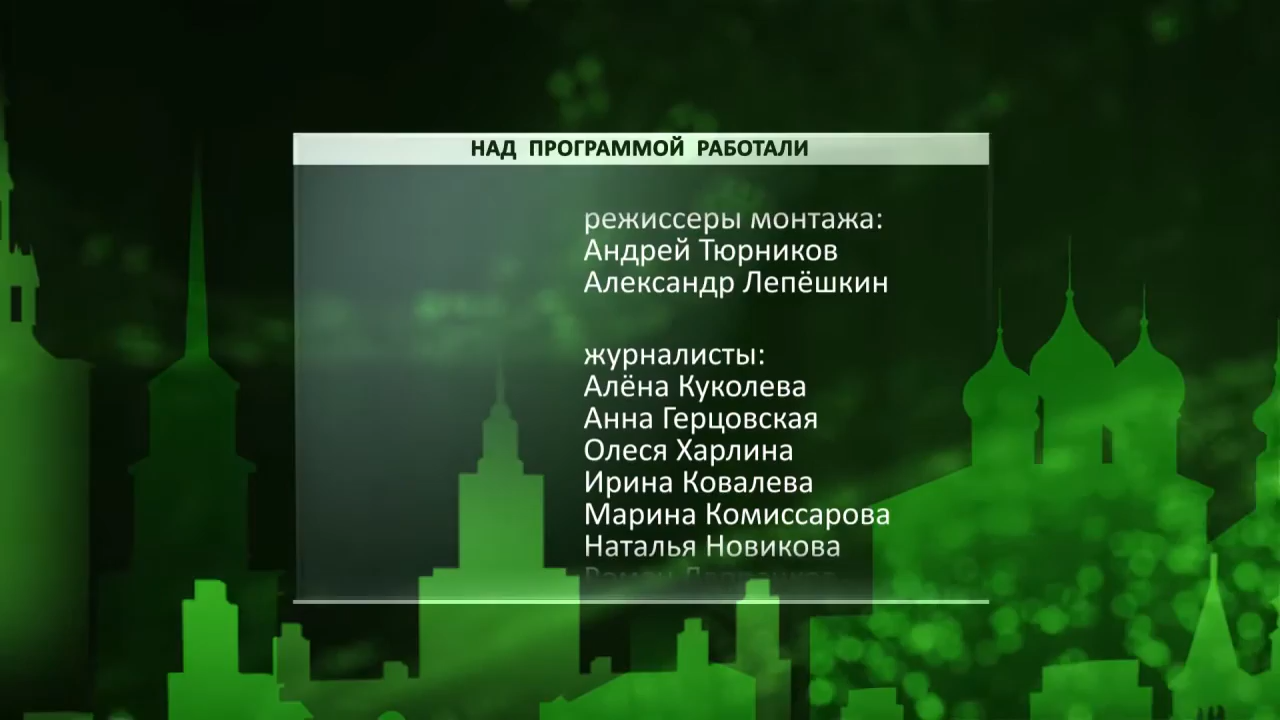 НАД ПРОГРАММОЙ РАБОТАЛИ
режиссеры монтажа:
Андрей Тюрников
Александр Лепёшкин
журналисты:
Алёна Куколева
Анна Герцовская
Олеся Харлина
Ирина Ковалева
Марина Комиссарова
Наталья Новикова